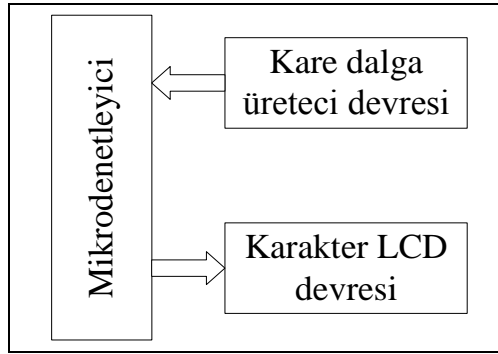 Mikrodenetleyici
Kare dalga
üreteci devresi
Karakter LCD
devresi